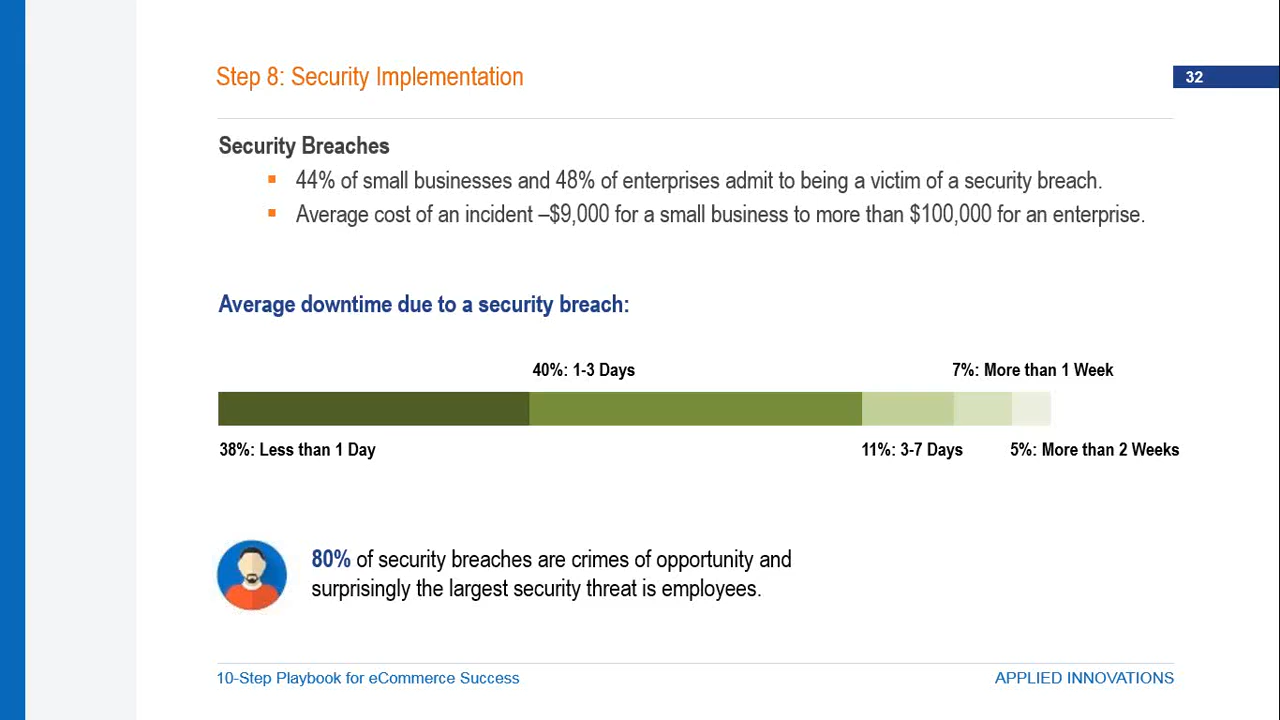 Step 8: Security Implementation
32
Security Breaches
44% of small businesses and 48% of enterprises admit to being a victim of a security breach.
Average cost of an incident –$9,000 for a small business to more than $100,000 for an enterprise.
Average downtime due to a security breach:
40%: 1-3 Days
7%: More than 1 Week
38%: Less than 1 Day
11%: 3-7 Days
5%: More than 2 Weeks
80% of security breaches are crimes of opportunity and
surprisingly the largest security threat is employees.
10-Step Playbook for eCommerce Success
APPLIED INNOVATIONS